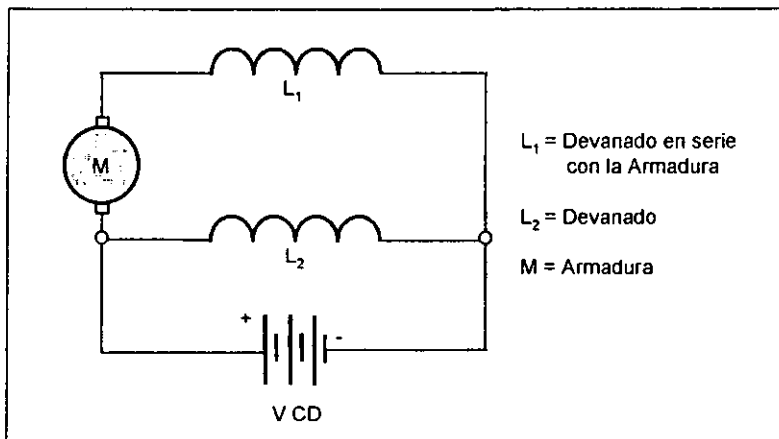 L₁
M
L₁ = Devanado en serie
con la Armadura
L₂ = Devanado
L₂
M = Armadura
+
-
V CD